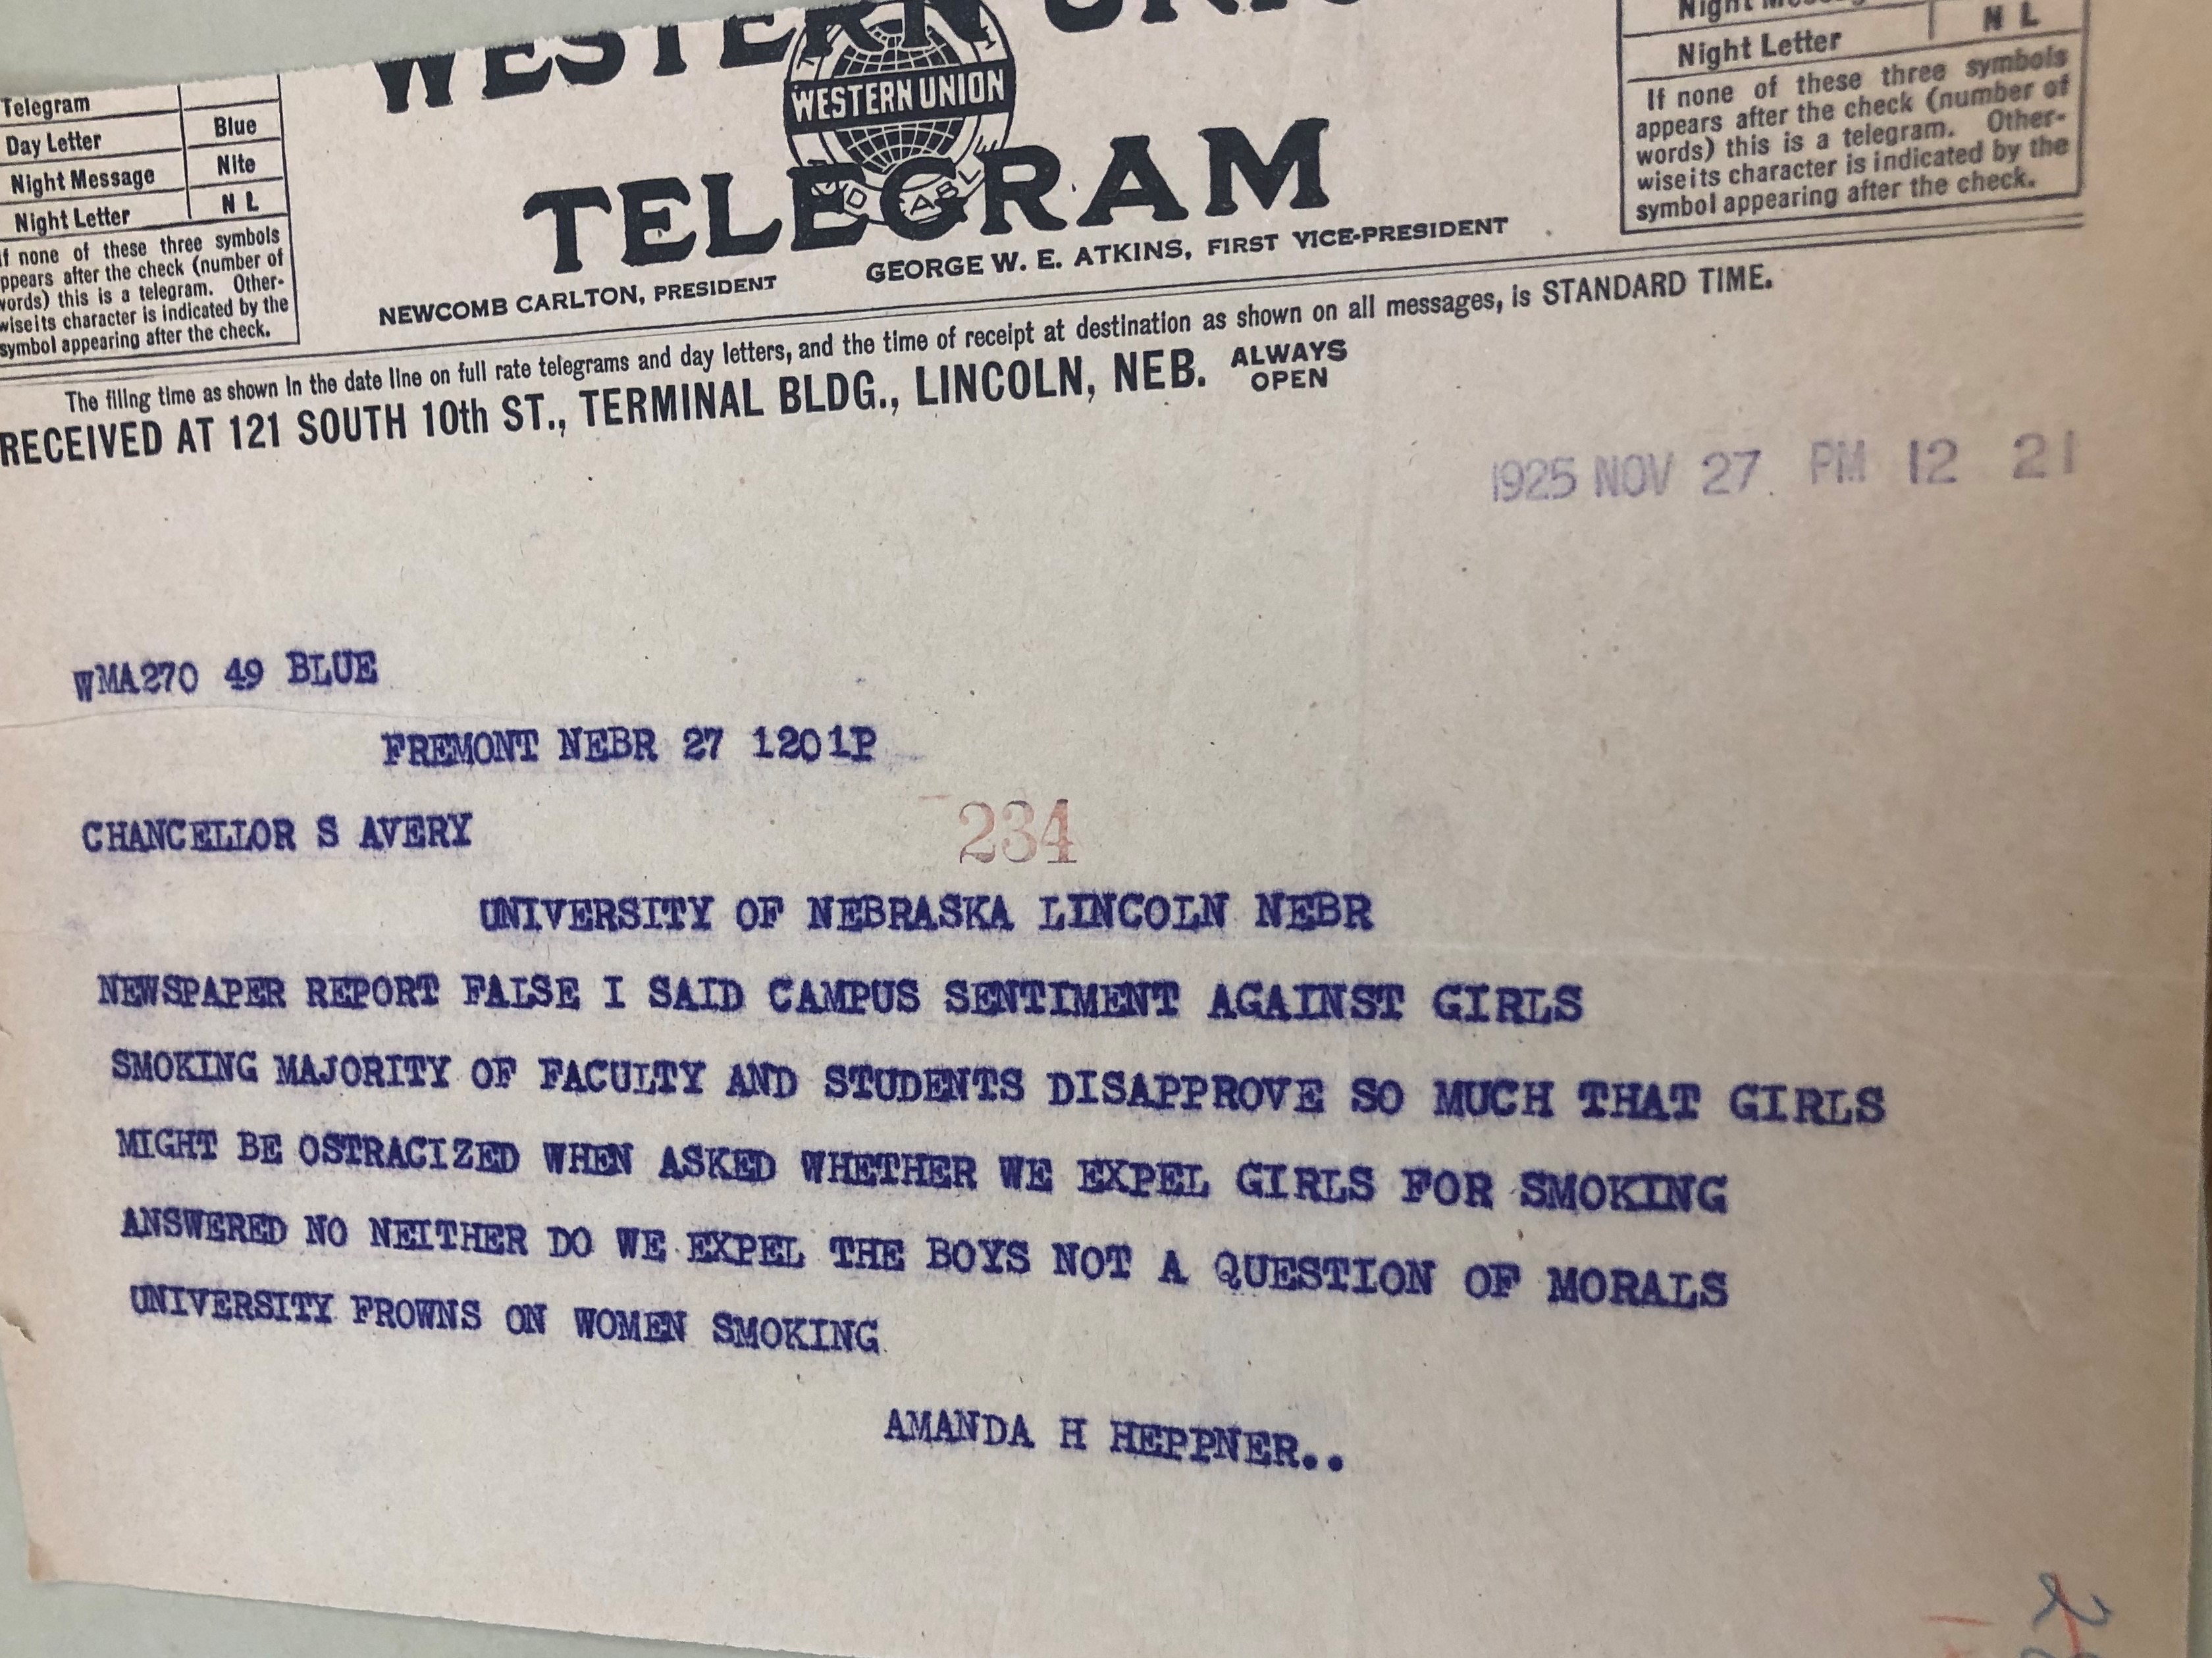 WESTERN UNION
WESTERN UNION
TELEGRAM
Telegram
Day Letter Blue
Night Message Nite
Night Letter N L
If none of these three symbols
appears after the check (number of
words) this is a telegram. Other-
wise its character is indicated by the
symbol appearing after the check.
NEWCOMB CARLTON, PRESIDENT GEORGE W. E. ATKINS, FIRST VICE-PRESIDENT
Night Message
Night Letter N L
If none of these three symbols
appears after the check (number of
words) this is a telegram. Other-
wiseits character is indicated by the
symbol appearing after the check.
The filing time as shown in the date line on full rate telegrams and day letters, and the time of receipt at destination as shown on all messages, is STANDARD TIME.
RECEIVED AT 121 SOUTH 10th ST., TERMINAL BLDG., LINCOLN, NEB. ALWAYS OPEN
1925 NOV 27 PM 12 21
WMA270 49 BLUE
FREMONT NEBR 27 1201P
CHANCELLOR S AVERY
234
UNIVERSITY OF NEBRASKA LINCOLN NEBR
NEWSPAPER REPORT FALSE I SAID CAMPUS SENTIMENT AGAINST GIRLS
SMOKING MAJORITY OF FACULTY AND STUDENTS DISAPPROVE SO MUCH THAT GIRLS
MIGHT BE OSTRACIZED WHEN ASKED WHETHER WE EXPEL GIRLS FOR SMOKING
ANSWERED NO NEITHER DO WE EXPEL THE BOYS NOT A QUESTION OF MORALS
UNIVERSITY FROWNS ON WOMEN SMOKING
AMANDA H HEPPNER..